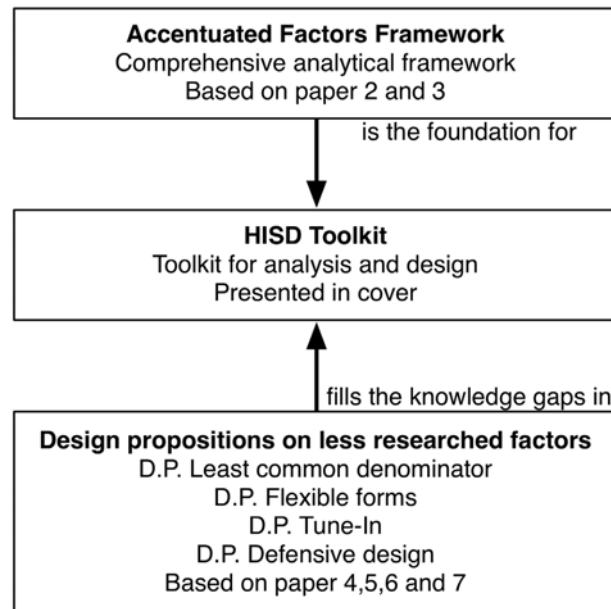 Accentuated Factors Framework
Comprehensive analytical framework
Based on paper 2 and 3
is the foundation for
HISD Toolkit
Toolkit for analysis and design
Presented in cover
fills the knowledge gaps in
Design propositions on less researched factors
D.P. Least common denominator
D.P. Flexible forms
D.P. Tune-In
D.P. Defensive design
Based on paper 4,5,6 and 7